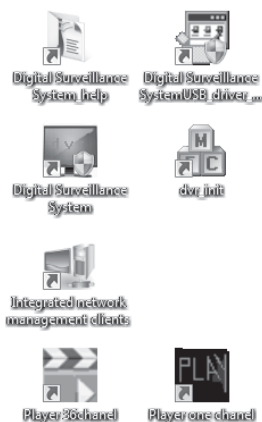 Digital Surveillance
System_help
Digital Surveillance
SystemUSB_driver_...
Digital Surveillance
System
M
C
dvr_init
Integrated network
management clients
PLAY
Player 36chanel
Player one chanel